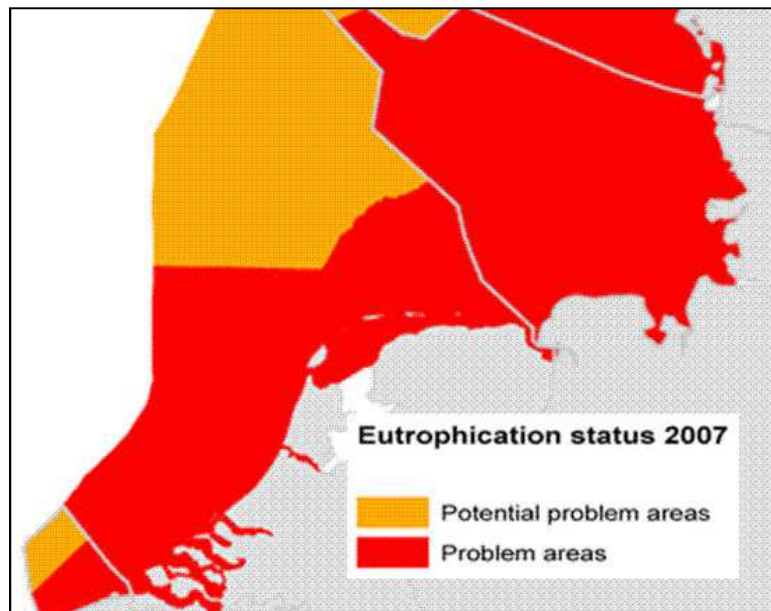 Eutrophication status 2007
Potential problem areas
Problem areas